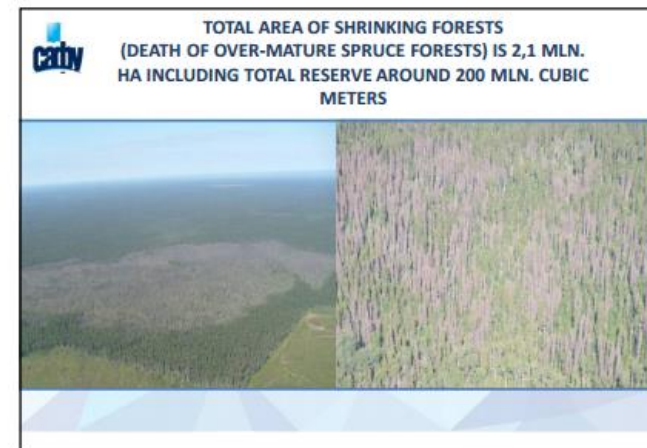 сафу
TOTAL AREA OF SHRINKING FORESTS
(DEATH OF OVER-MATURE SPRUCE FORESTS) IS 2,1 MLN.
HA INCLUDING TOTAL RESERVE AROUND 200 MLN. CUBIC
METERS